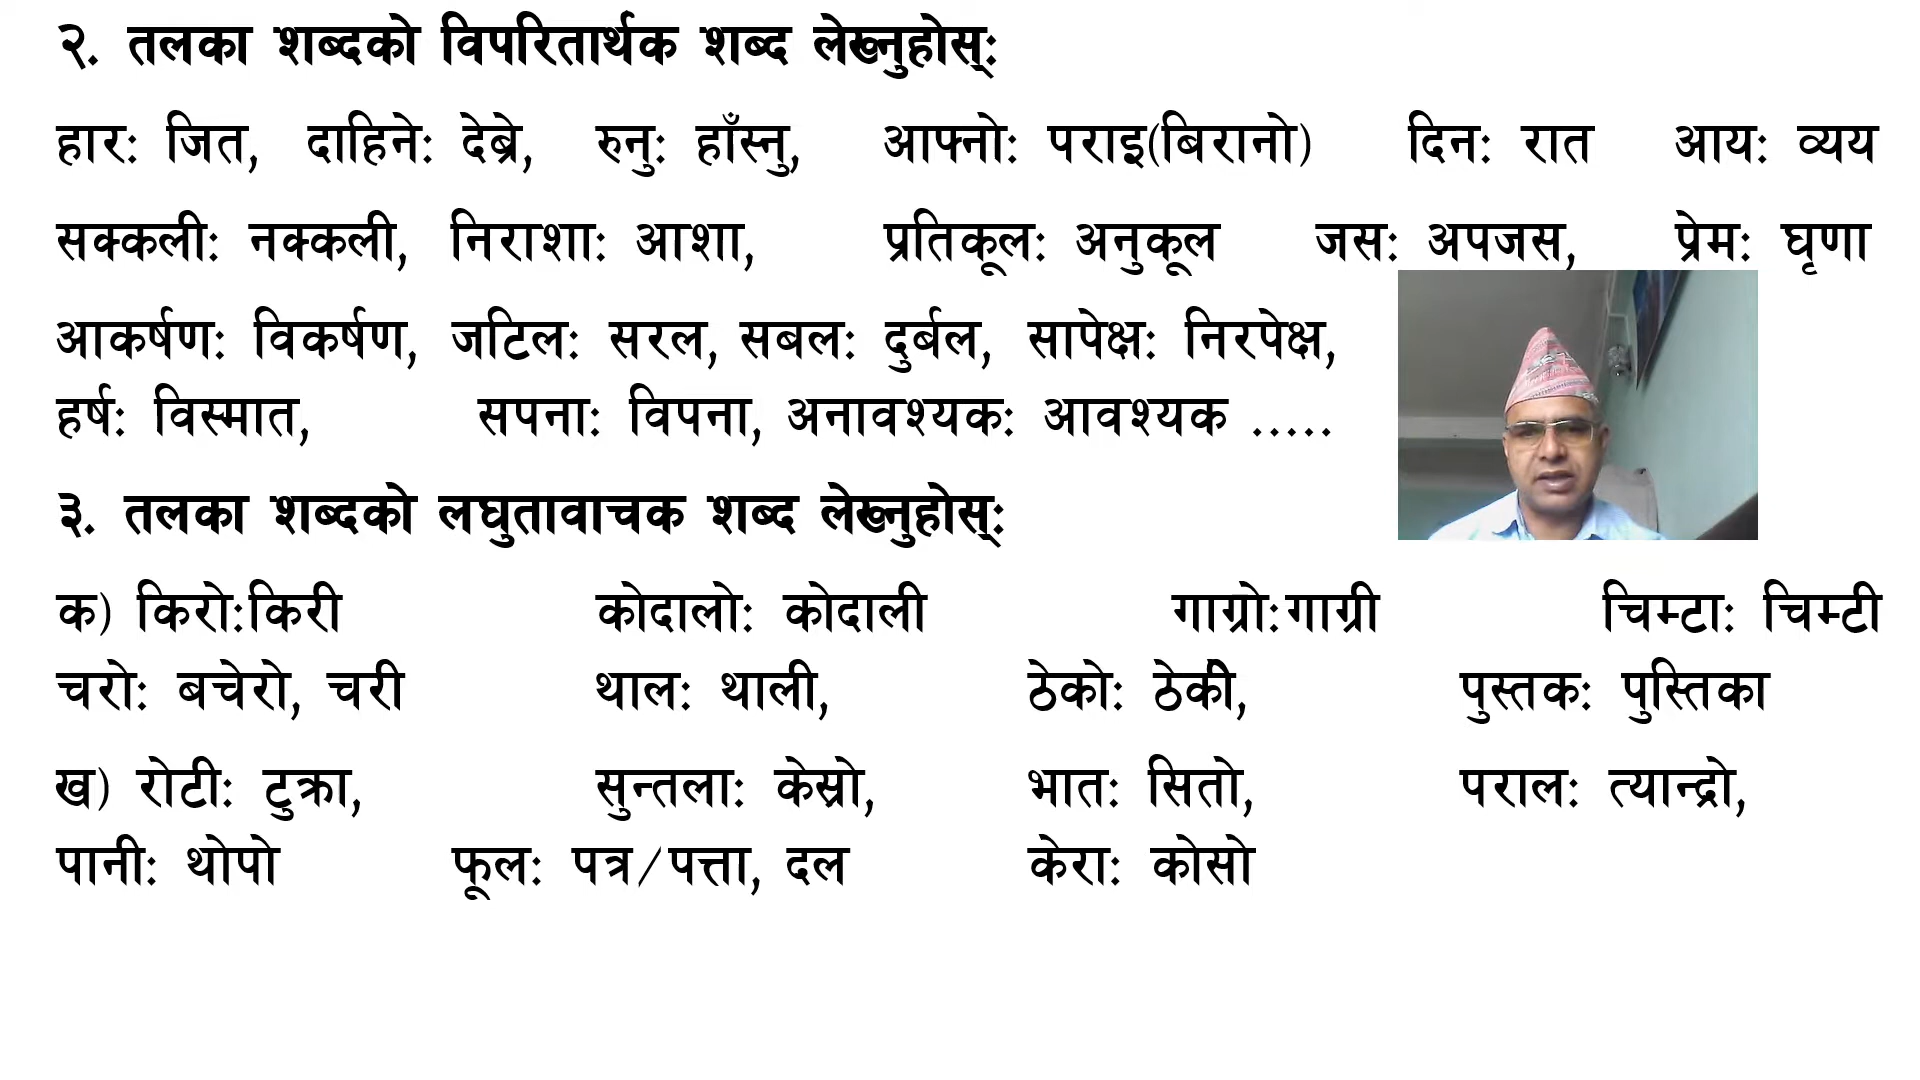 २. तलका शब्दको विपरितार्थक शब्द लेख्नुहोस्ः
हारः जित, दाहिनेः देब्रे, रुनुः हाँस्नु, आफ्नोः पराइ(बिरानो) दिनः रात आयः व्यय
सक्कलीः नक्कली, निराशाः आशा, प्रतिकूलः अनुकूल जसः अपजस, प्रेमः घृणा
आकर्षणः विकर्षण, जटिलः सरल, सबलः दुर्बल, सापेक्षः निरपेक्ष,
हर्षः विस्मात, सपनाः विपना, अनावश्यकः आवश्यक .....
३. तलका शब्दको लघुतावाचक शब्द लेख्नुहोस्ः
क) किरोःकिरी कोदालोः कोदाली गाग्रोःगाग्री चिम्टाः चिम्टी
चरोः बचेरो, चरी थालः थाली, ठेकोः ठेकी, पुस्तकः पुस्तिका
ख) रोटीः टुक्रा, सुन्तलाः केस्रो, भातः सितो, परालः त्यान्द्रो,
पानीः थोपो फूलः पत्र/पत्ता, दल केराः कोसो